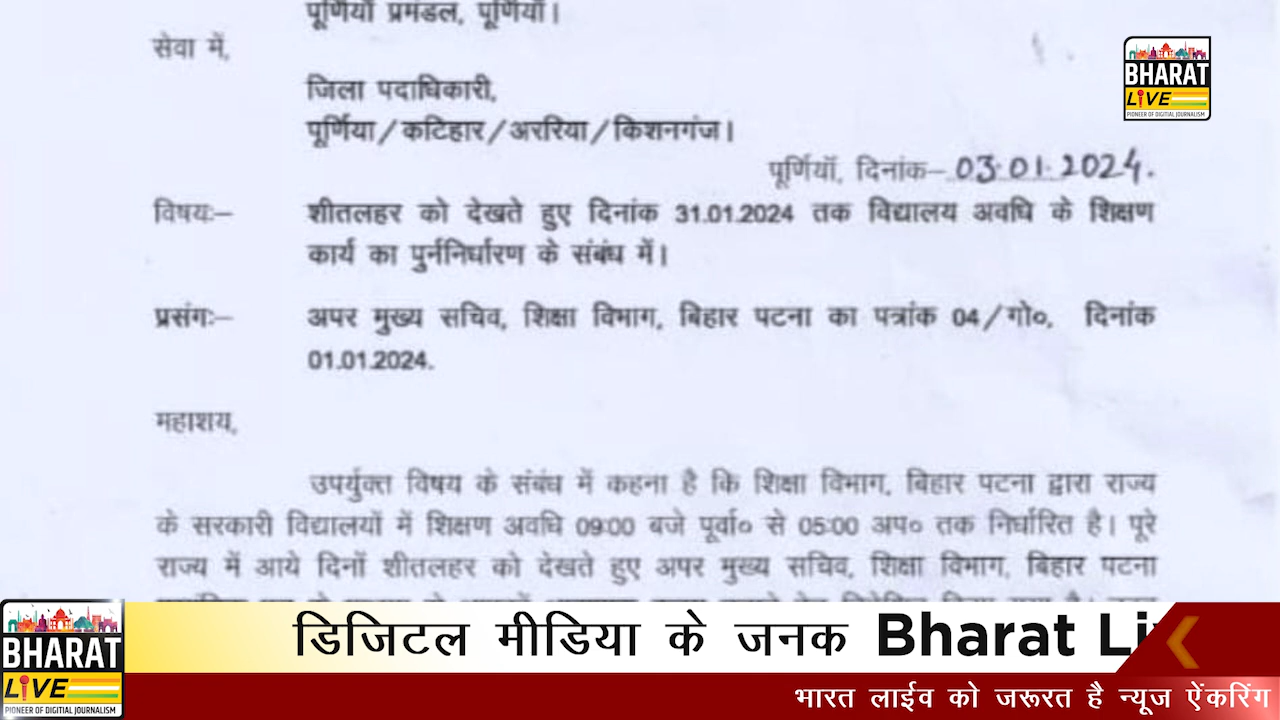 पूर्णियाँ प्रमंडल, पूर्णियाँ।
सेवा में,
जिला पदाधिकारी,
पूर्णिया/कटिहार/अररिया/किशनगंज।
पूर्णियाँ, दिनांक– 03.01.2024.
विषयः– शीतलहर को देखते हुए दिनांक 31.01.2024 तक विद्यालय अवधि के शिक्षण
कार्य का पुर्ननिर्धारण के संबंध में।
प्रसंगः– अपर मुख्य सचिव, शिक्षा विभाग, बिहार पटना का पत्रांक 04/गो०, दिनांक
01.01.2024.
महाशय,
उपर्युक्त विषय के संबंध में कहना है कि शिक्षा विभाग, बिहार पटना द्वारा राज्य
के सरकारी विद्यालयों में शिक्षण अवधि 09:00 बजे पूर्वा० से 05:00 अप० तक निर्धारित है। पूरे
राज्य में आये दिनों शीतलहर को देखते हुए अपर मुख्य सचिव, शिक्षा विभाग, बिहार पटना
BHARAT
LIVE
PIONEER OF DIGITIAL JOURNALISM
डिजिटल मीडिया के जनक Bharat Li
भारत लाईव को जरूरत है न्यूज ऐंकरिंग
BHARAT
LIVE
PIONEER OF DIGITIAL JOURNALISM